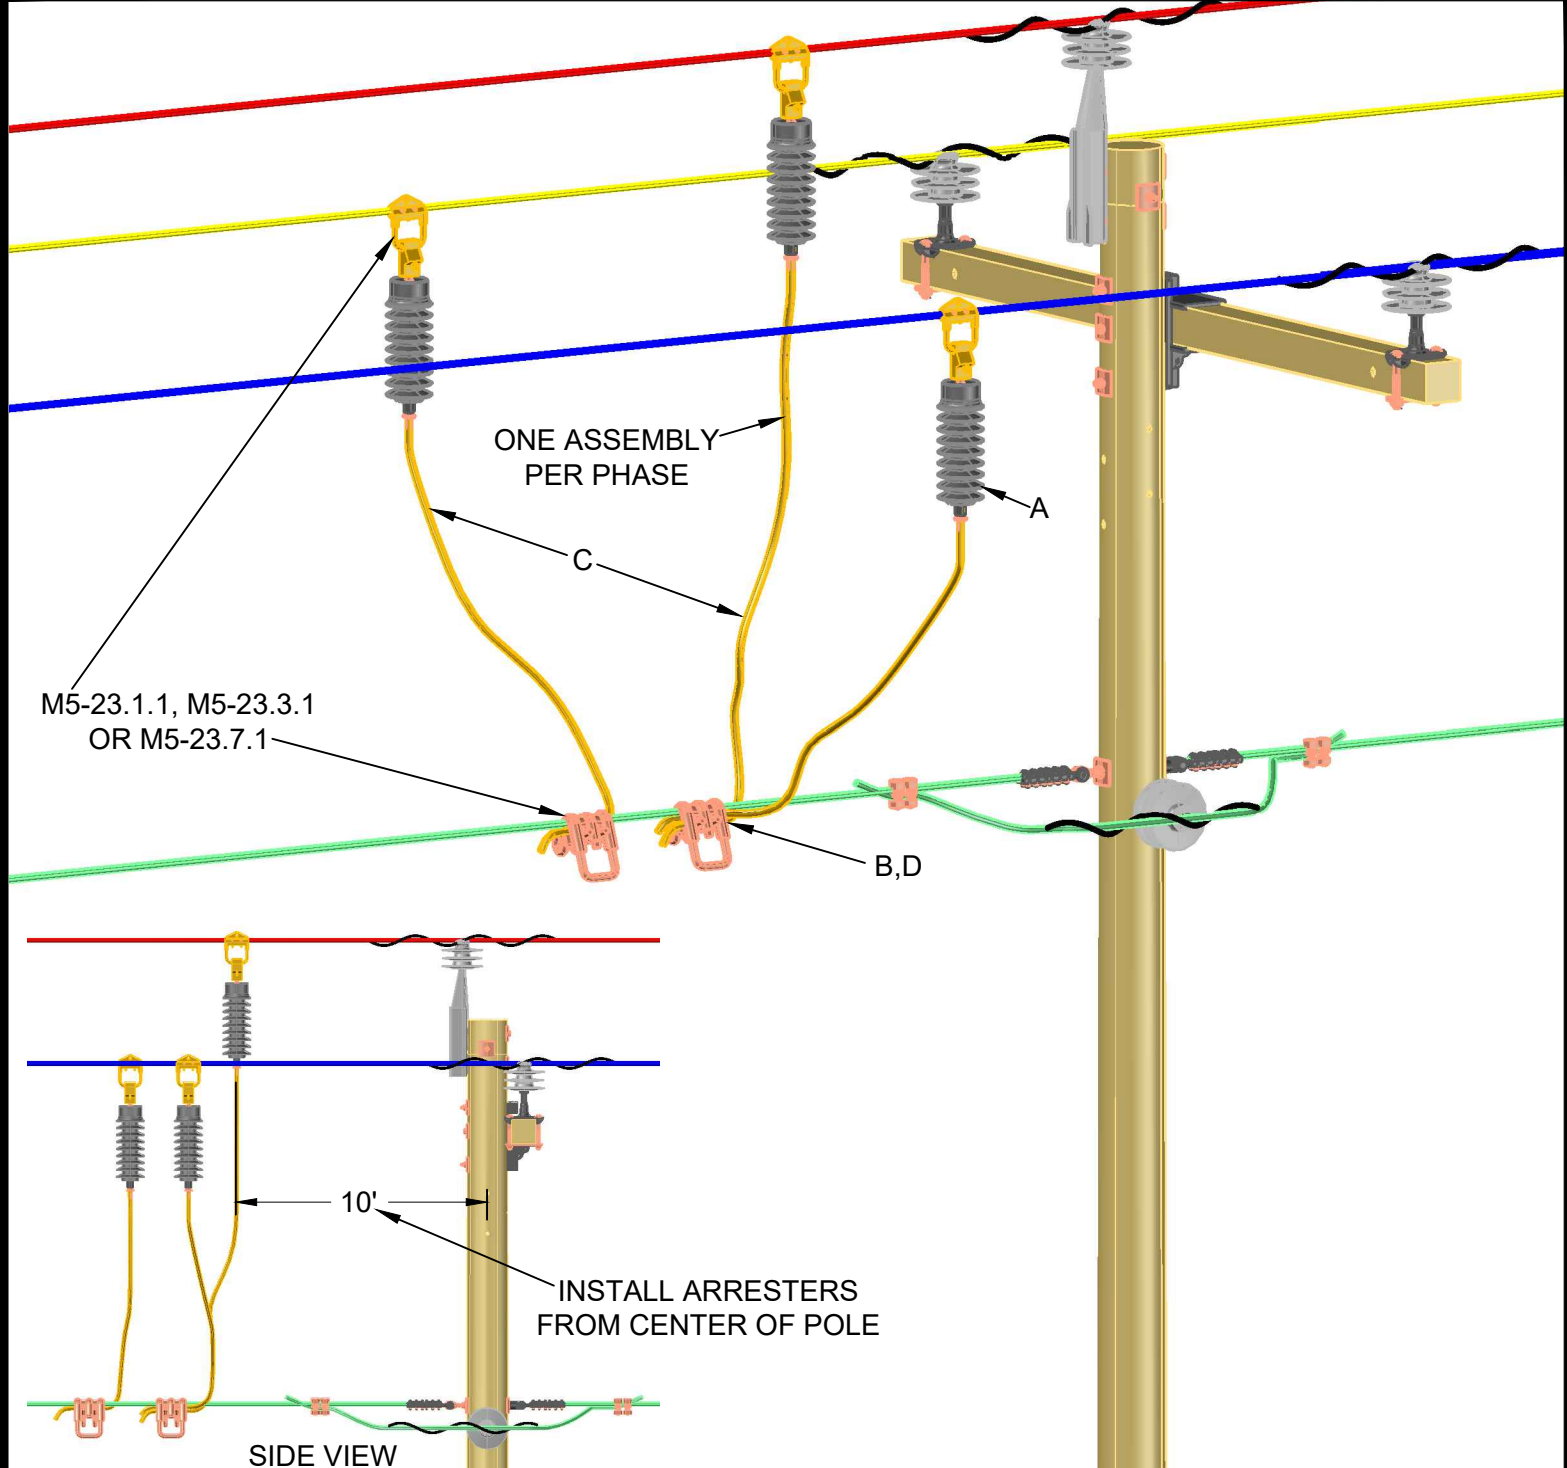 ONE ASSEMBLY
PER PHASE
A
C
M5-23.1.1, M5-23.3.1
OR M5-23.7.1
B,D
10'
INSTALL ARRESTERS
FROM CENTER OF POLE
SIDE VIEW